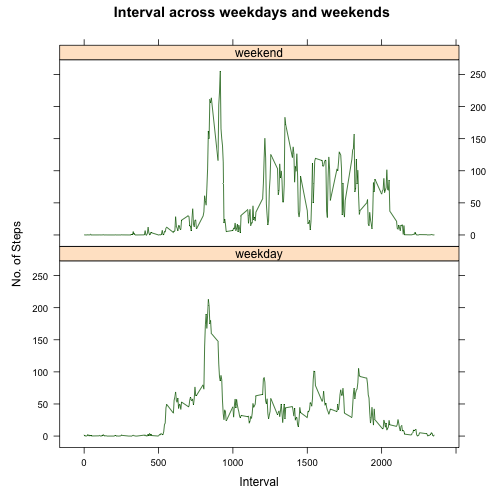 Interval across weekdays and weekends
weekend
250
200
150
100
50
0
weekday
250
200
150
100
50
0
No. of Steps
0 500 1000 1500 2000
Interval